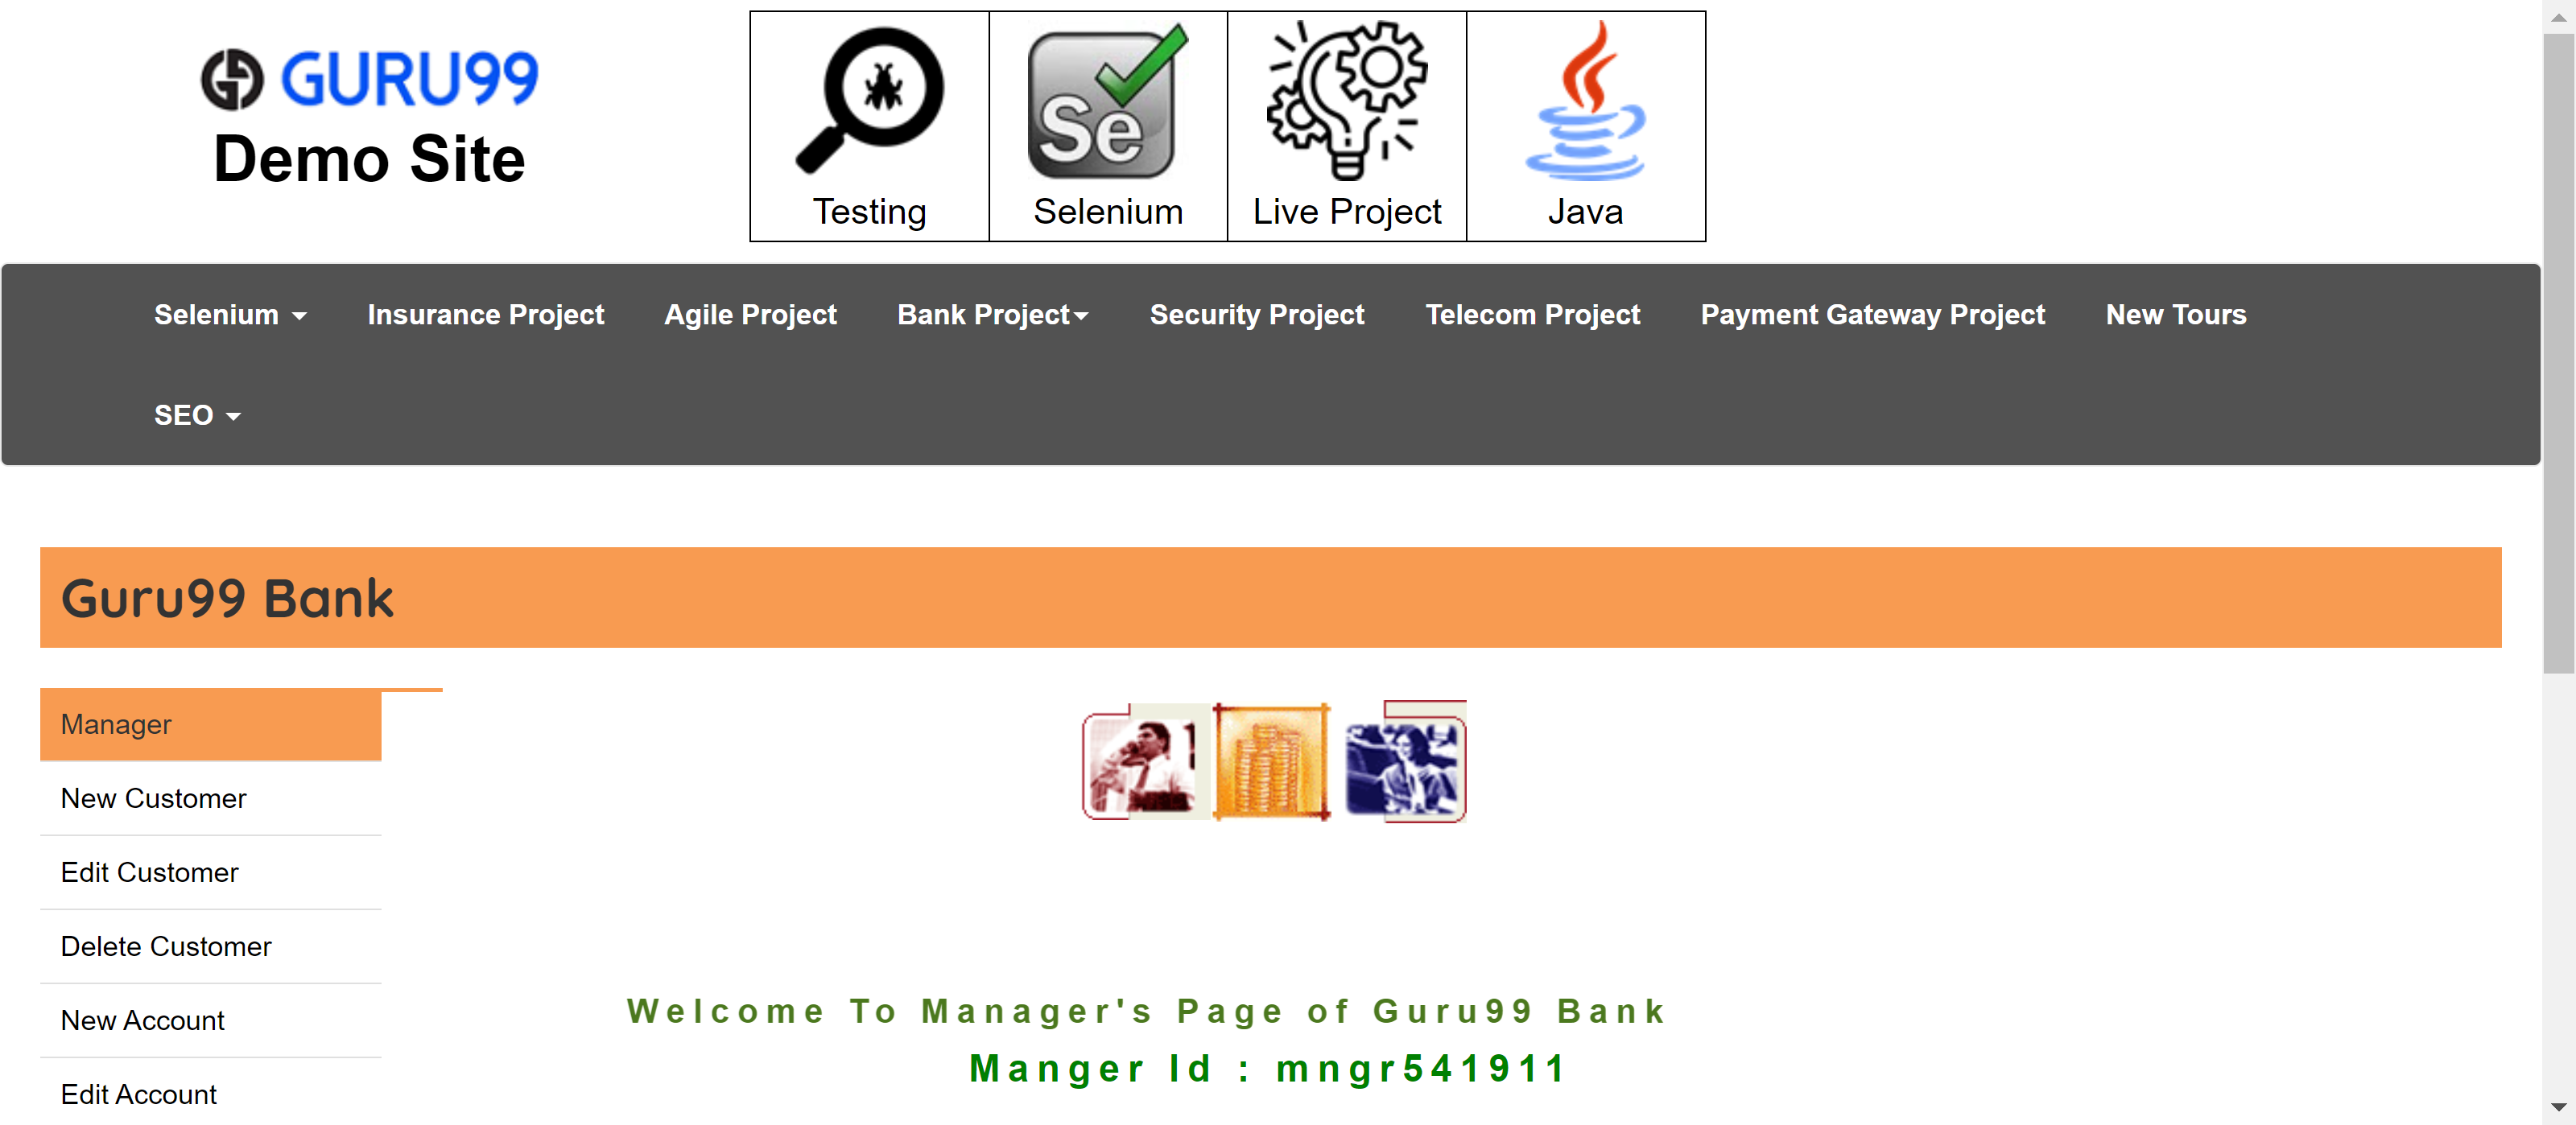 GURU99
Demo Site
Se
Testing
Selenium
Live Project
Java
Selenium
Insurance Project
Agile Project
Bank Project
Security Project
Telecom Project
Payment Gateway Project
New Tours
SEO
Guru99 Bank
Manager
New Customer
Edit Customer
Delete Customer
New Account
Edit Account
Welcome To Manager's Page of Guru99 Bank
Manger Id : mngr541911